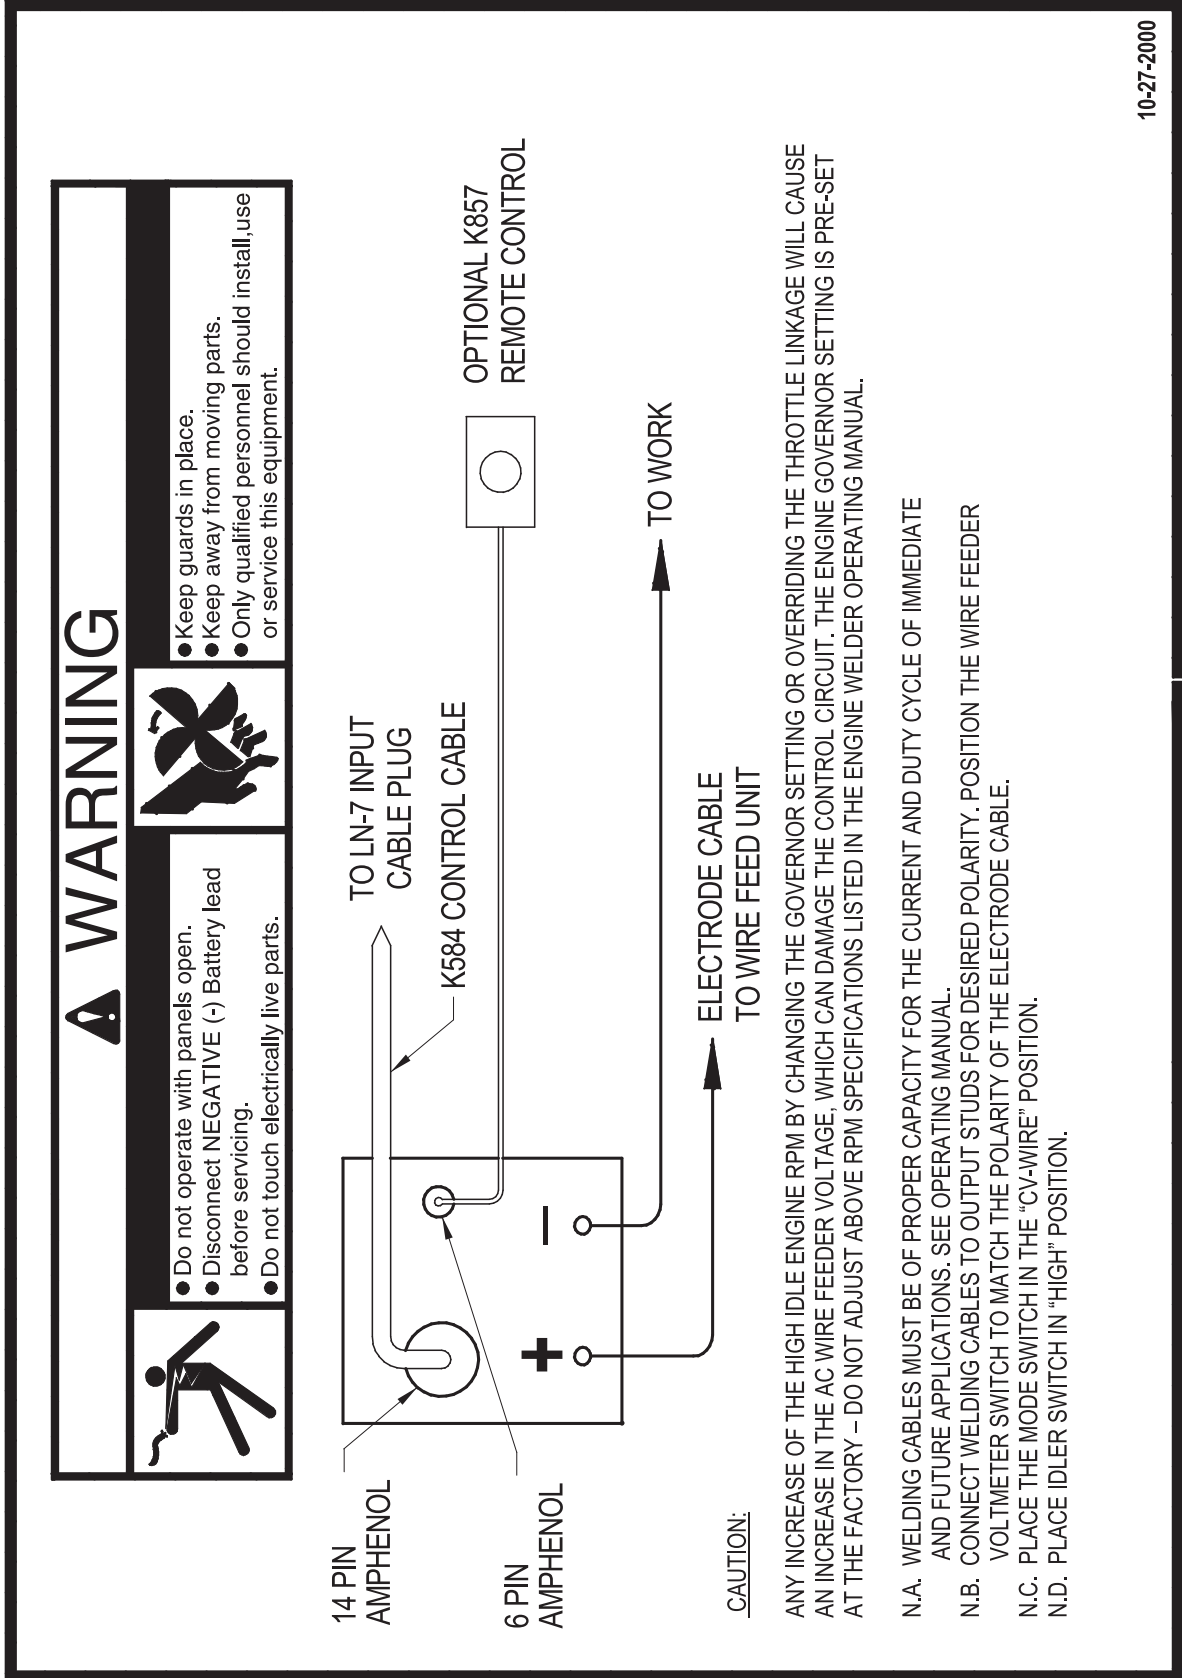 WARNING
● Do not operate with panels open.
● Disconnect NEGATIVE (-) Battery lead
before servicing.
● Do not touch electrically live parts.
● Keep guards in place.
● Keep away from moving parts.
● Only qualified personnel should install,use
or service this equipment.
14 PIN
AMPHENOL
6 PIN
AMPHENOL
TO LN-7 INPUT
CABLE PLUG
K584 CONTROL CABLE
OPTIONAL K857
REMOTE CONTROL
+
–
TO WORK
ELECTRODE CABLE
TO WIRE FEED UNIT
CAUTION:
ANY INCREASE OF THE HIGH IDLE ENGINE RPM BY CHANGING THE GOVERNOR SETTING OR OVERRIDING THE THROTTLE LINKAGE WILL CAUSE
AN INCREASE IN THE AC WIRE FEEDER VOLTAGE, WHICH CAN DAMAGE THE CONTROL CIRCUIT. THE ENGINE GOVERNOR SETTING IS PRE-SET
AT THE FACTORY – DO NOT ADJUST ABOVE RPM SPECIFICATIONS LISTED IN THE ENGINE WELDER OPERATING MANUAL.
N.A. WELDING CABLES MUST BE OF PROPER CAPACITY FOR THE CURRENT AND DUTY CYCLE OF IMMEDIATE
AND FUTURE APPLICATIONS. SEE OPERATING MANUAL.
N.B. CONNECT WELDING CABLES TO OUTPUT STUDS FOR DESIRED POLARITY. POSITION THE WIRE FEEDER
VOLTMETER SWITCH TO MATCH THE POLARITY OF THE ELECTRODE CABLE.
N.C. PLACE THE MODE SWITCH IN THE “CV-WIRE” POSITION.
N.D. PLACE IDLER SWITCH IN “HIGH” POSITION.
10-27-2000